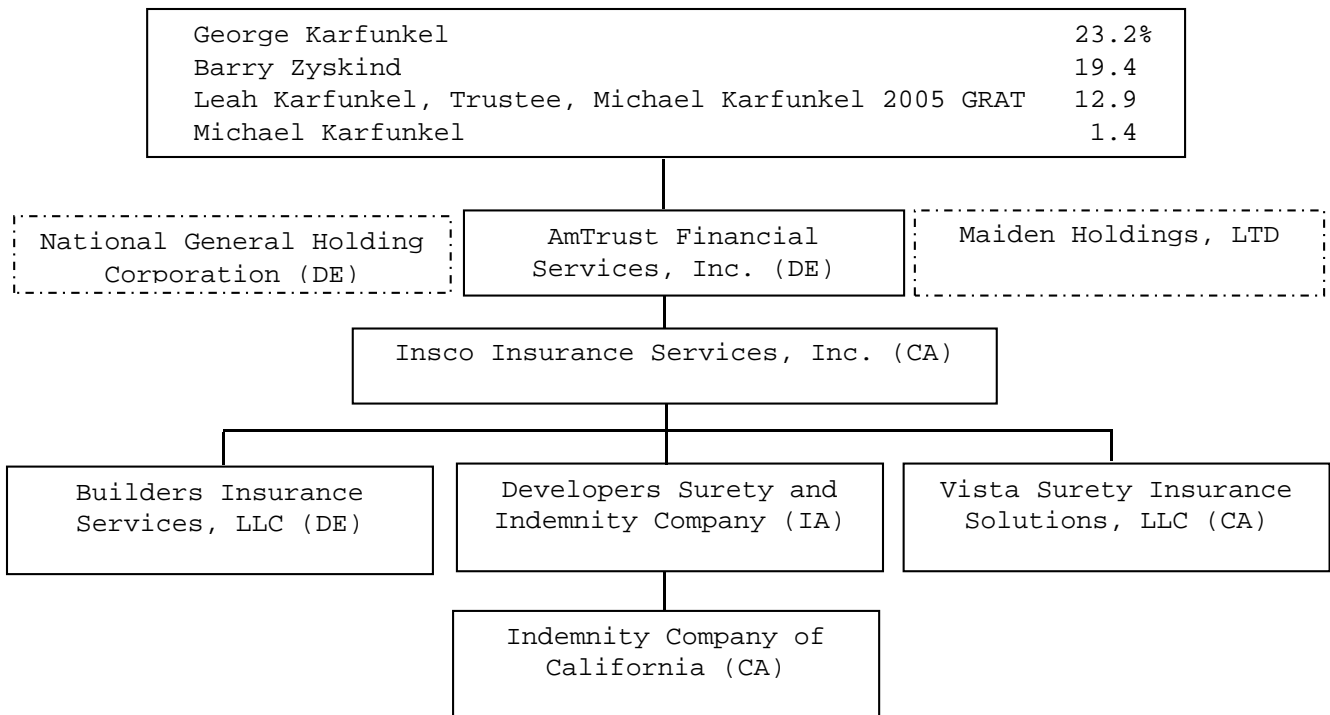 George Karfunkel 23.2%
Barry Zyskind 19.4
Leah Karfunkel, Trustee, Michael Karfunkel 2005 GRAT 12.9
Michael Karfunkel 1.4
National General Holding
Corporation (DE)
AmTrust Financial
Services, Inc. (DE)
Maiden Holdings, LTD
Insco Insurance Services, Inc. (CA)
Builders Insurance
Services, LLC (DE)
Developers Surety and
Indemnity Company (IA)
Vista Surety Insurance
Solutions, LLC (CA)
Indemnity Company of
California (CA)